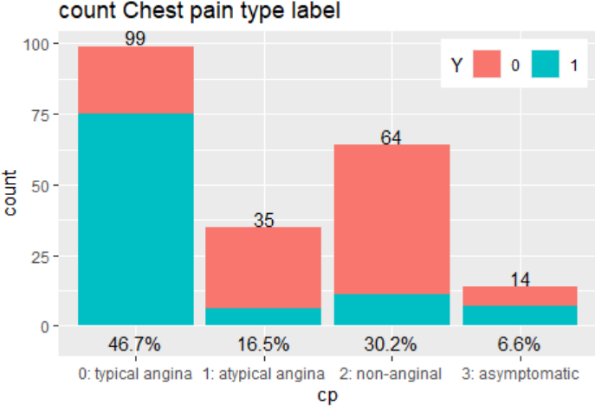 count Chest pain type label
99
100
Y 0 1
75
64
count
50
35
25
14
0
46.7% 16.5% 30.2% 6.6%
0: typical angina 1: atypical angina 2: non-anginal 3: asymptomatic
cp